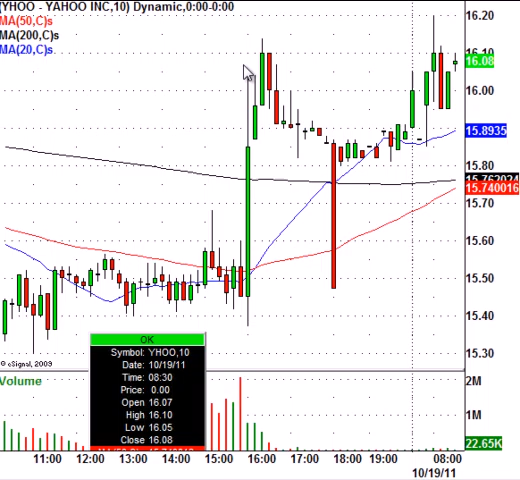 (YHOO - YAHOO INC,10) Dynamic,0:00-0:00
MA(50,C)s
MA(200,C)s
MA(20,C)s
16.20
16.10
16.08
16.00
15.8935
15.80
15.762024
15.740016
15.70
15.60
15.50
15.40
15.30
© eSignal, 2009
OK
Symbol: YHOO,10
Date: 10/19/11
Time: 08:30
Price: 0.00
Open 16.07
High 16.10
Low 16.05
Close 16.08
Volume
2M
1M
22.65K
11:00 12:00 13:00 14:00 15:00 16:00 17:00 18:00 19:00 08:00
10/19/11